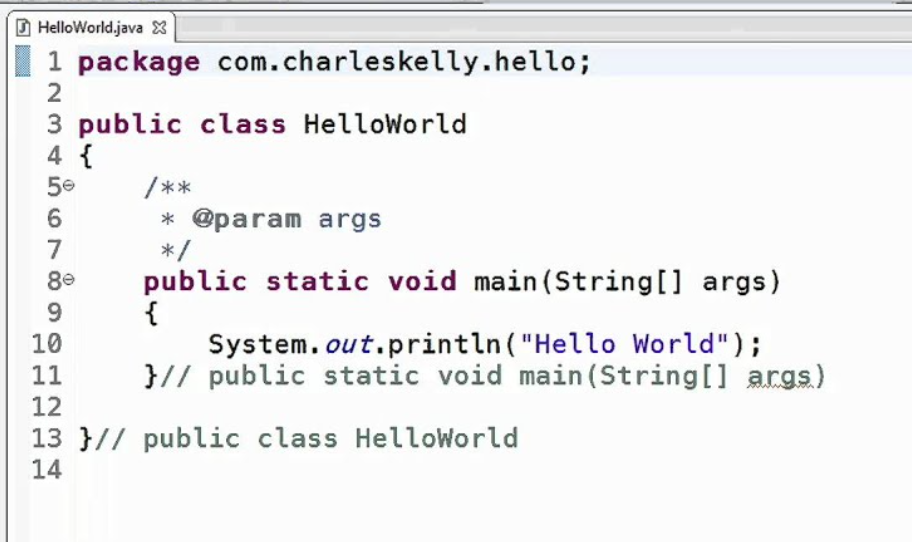 HelloWorld.java
1 package com.charleskelly.hello;
2
3 public class HelloWorld
4 {
5     /**
6      * @param args
7      */
8     public static void main(String[] args)
9     {
10         System.out.println("Hello World");
11     }// public static void main(String[] args)
12
13 }// public class HelloWorld
14